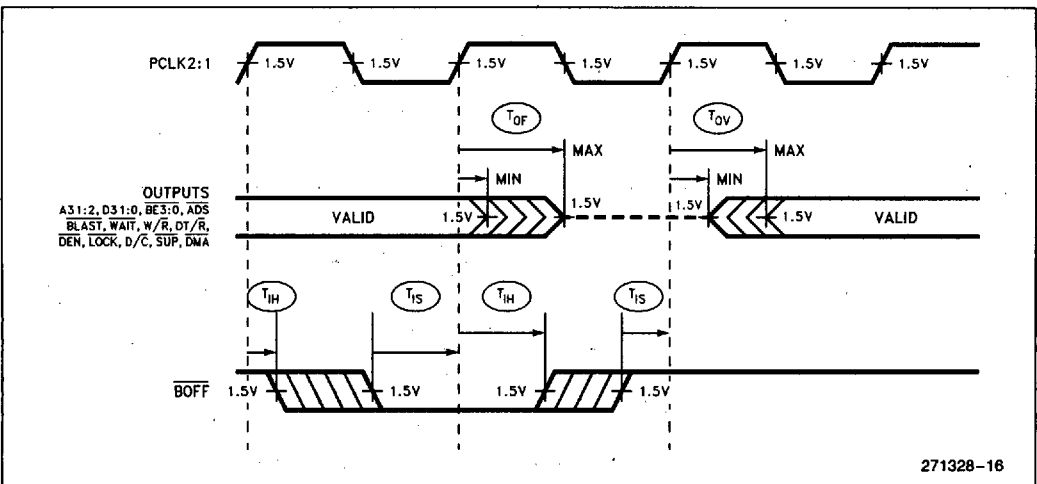 PCLK2:1 1.5V 1.5V 1.5V 1.5V 1.5V 1.5V 1.5V
TOF TOV
MAX MAX
MIN MIN
OUTPUTS
A31:2, D31:0, BE3:0, ADS
BLAST, WAIT, W/R, DT/R,
DEN, LOCK, D/C, SUP, DMA
VALID 1.5V 1.5V 1.5V 1.5V VALID
TIH TIS TIH TIS
BOFF 1.5V 1.5V 1.5V 1.5V
271328-16